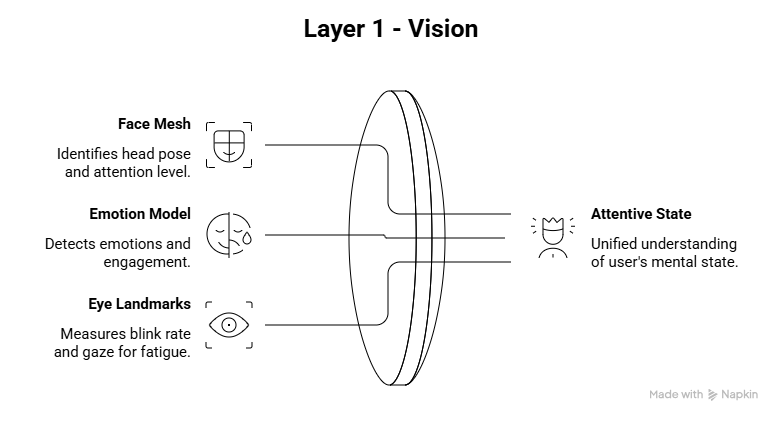 Layer 1 - Vision
Face Mesh
Identifies head pose
and attention level.
Emotion Model
Detects emotions and
engagement.
Eye Landmarks
Measures blink rate
and gaze for fatigue.
Attentive State
Unified understanding
of user's mental state.
Made with Napkin